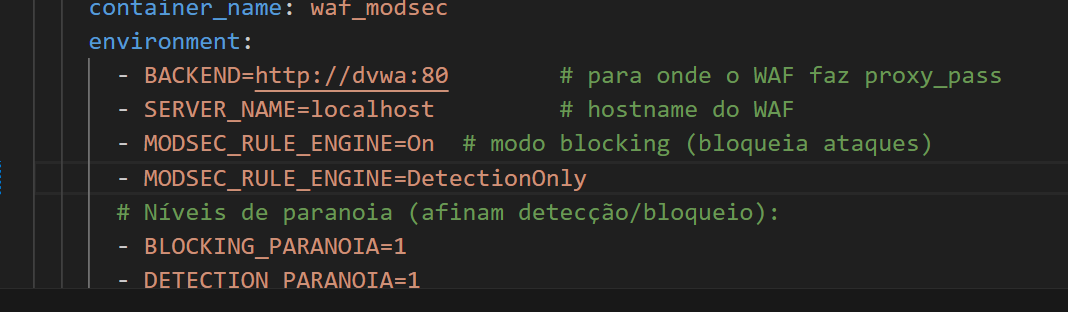 container_name: waf_modsec
environment:
- BACKEND=http://dvwa:80 # para onde o WAF faz proxy_pass
- SERVER_NAME=localhost # hostname do WAF
- MODSEC_RULE_ENGINE=On # modo blocking (bloqueia ataques)
- MODSEC_RULE_ENGINE=DetectionOnly
# Níveis de paranoia (afinam detecção/bloqueio):
- BLOCKING_PARANOIA=1
- DETECTION_PARANOIA=1